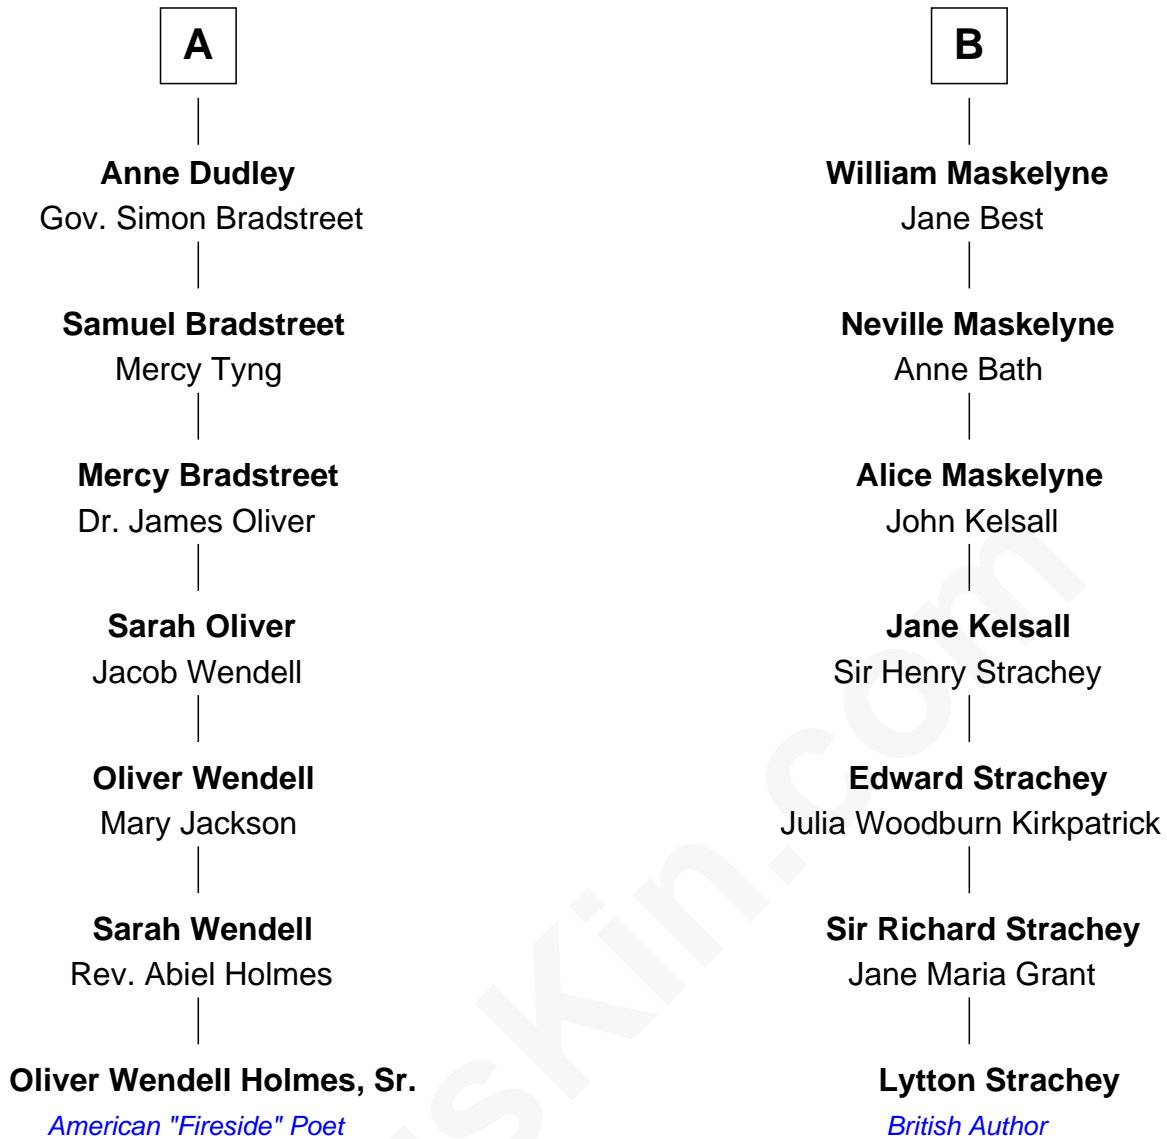 A
Anne Dudley
Gov. Simon Bradstreet
Samuel Bradstreet
Mercy Tyng
Mercy Bradstreet
Dr. James Oliver
Sarah Oliver
Jacob Wendell
Oliver Wendell
Mary Jackson
Sarah Wendell
Rev. Abiel Holmes
Oliver Wendell Holmes, Sr.
American "Fireside" Poet
B
William Maskelyne
Jane Best
Neville Maskelyne
Anne Bath
Alice Maskelyne
John Kelsall
Jane Kelsall
Sir Henry Strachey
Edward Strachey
Julia Woodburn Kirkpatrick
Sir Richard Strachey
Jane Maria Grant
Lytton Strachey
British Author
sKin.com